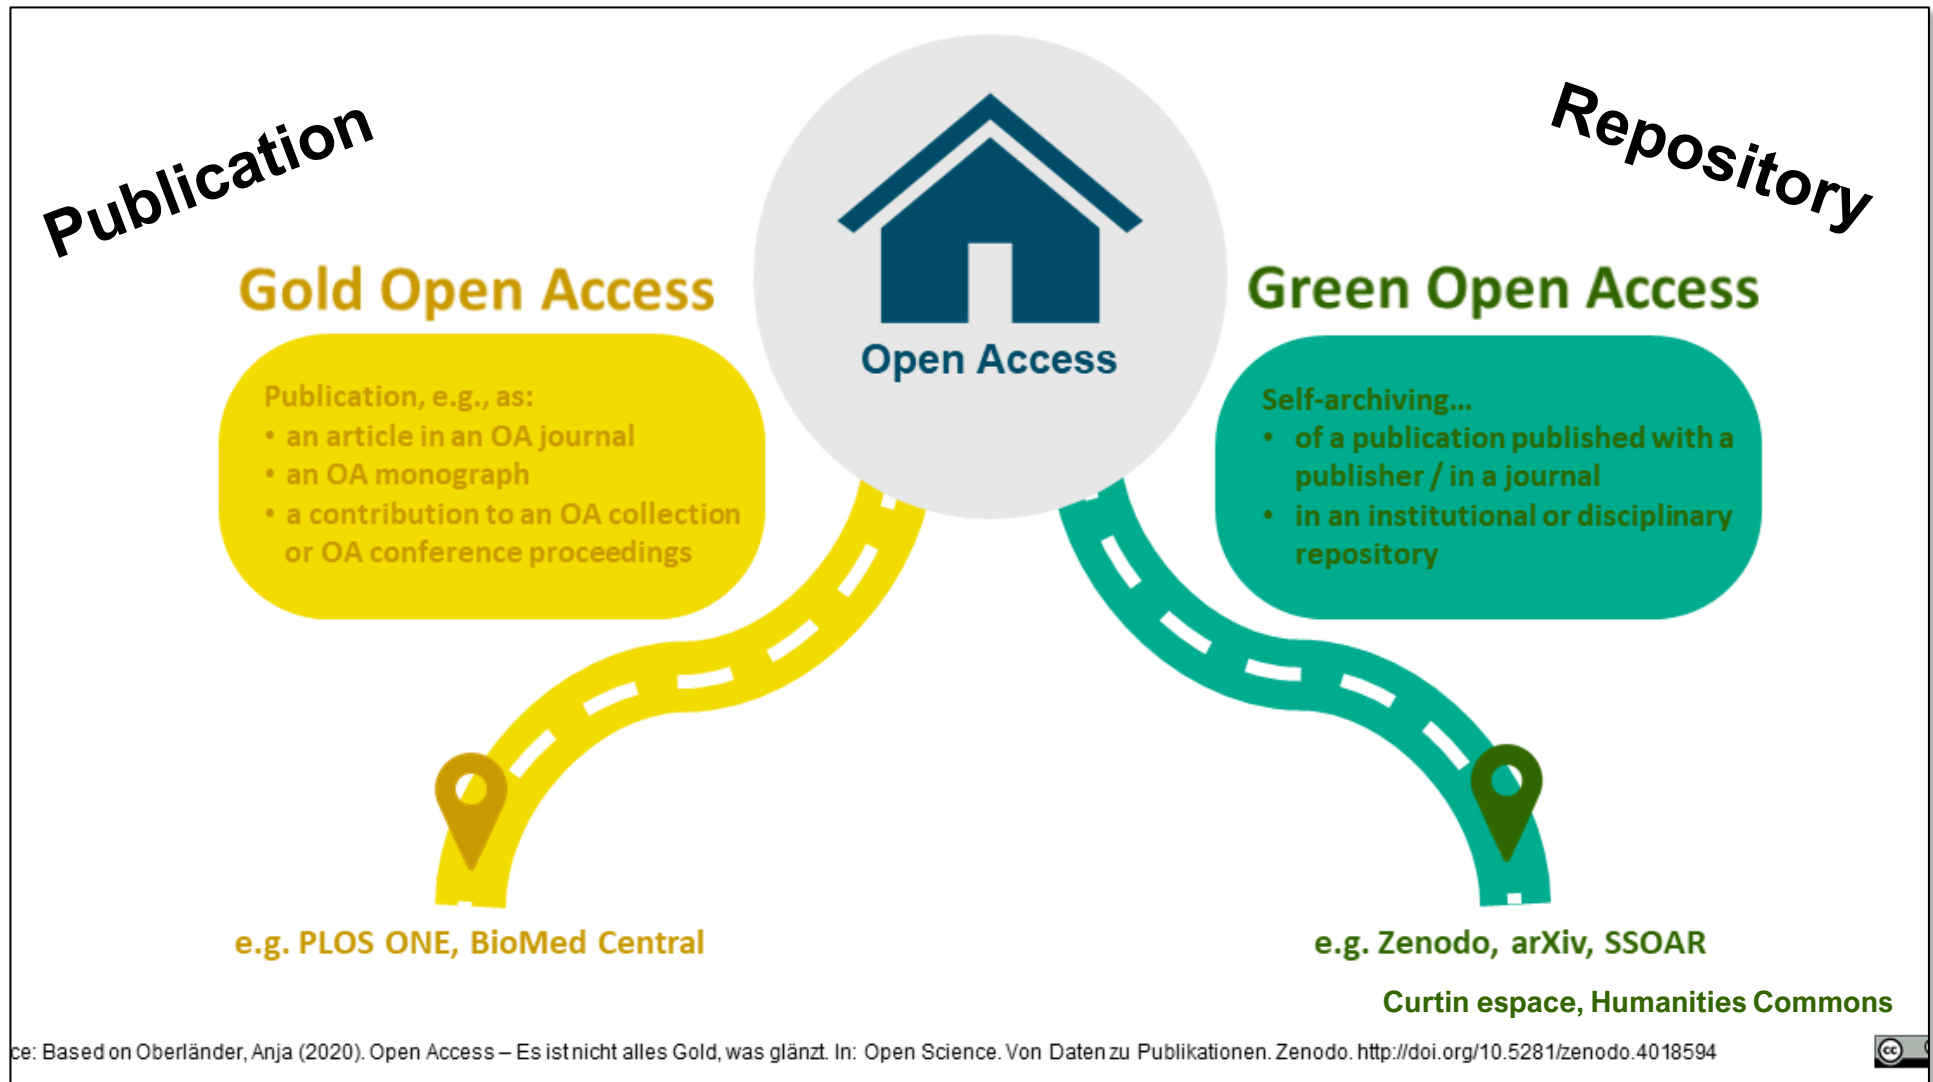 Publication
Repository
Gold Open Access
Publication, e.g., as:
• an article in an OA journal
• an OA monograph
• a contribution to an OA collection
or OA conference proceedings
Open Access
Green Open Access
Self-archiving...
• of a publication published with a
publisher / in a journal
• in an institutional or disciplinary
repository
e.g. PLOS ONE, BioMed Central
e.g. Zenodo, arXiv, SSOAR
Curtin espace, Humanities Commons
ce: Based on Oberländer, Anja (2020). Open Access – Es ist nicht alles Gold, was glänzt. In: Open Science. Von Daten zu Publikationen. Zenodo. http://doi.org/10.5281/zenodo.4018594
cc